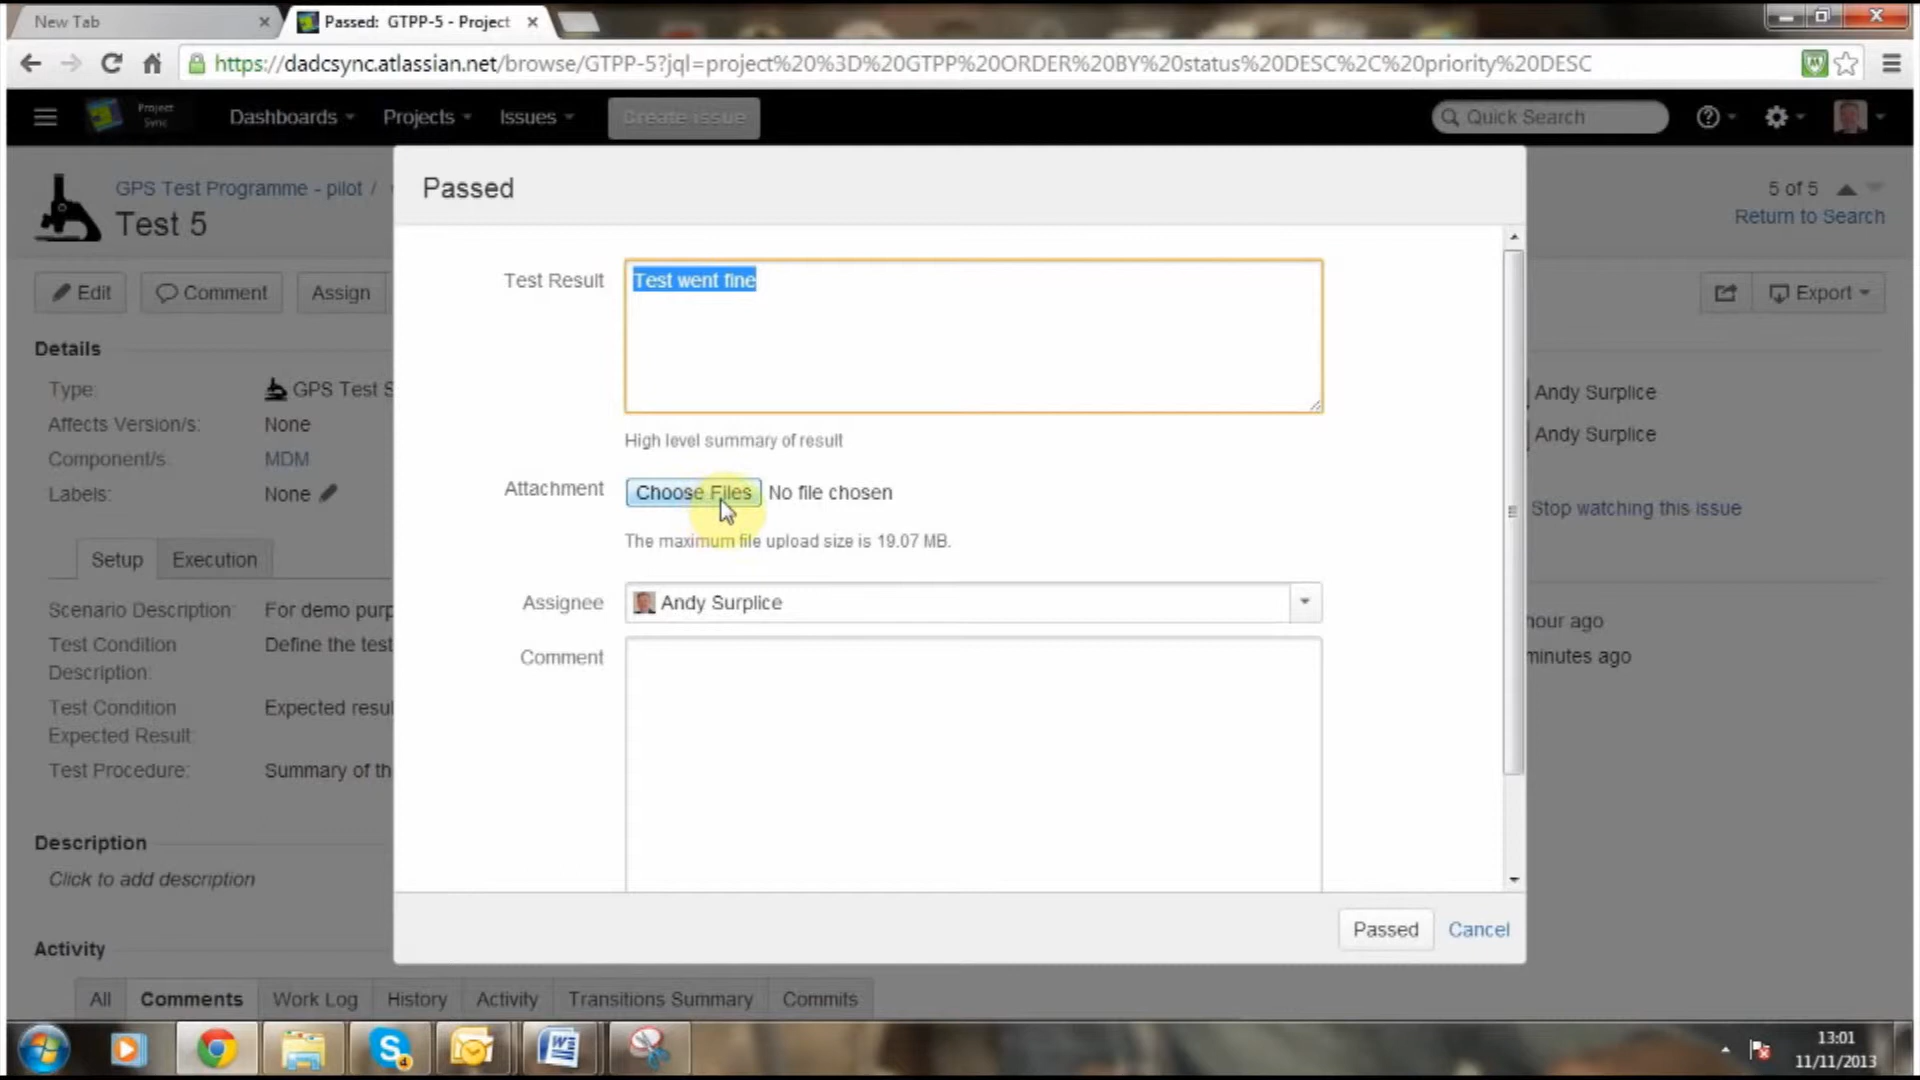 New Tab
Passed: GTPP-5 - Project
https://dadcsync.atlassian.net/browse/GTPP-5?jql=project%20%3D%20GTPP%20ORDER%20BY%20status%20DESC%2C%20priority%20DESC
Project Sync
Dashboards
Projects
Issues
Create issue
Quick Search
GPS Test Programme - pilot /
Test 5
5 of 5
Return to Search
Edit
Comment
Assign
Export
Passed
Test Result
Test went fine
High level summary of result
Attachment
Choose Files No file chosen
The maximum file upload size is 19.07 MB.
Assignee
Andy Surplice
Comment
Passed
Cancel
Details
Type: GPS Test S
Affects Version/s: None
Component/s: MDM
Labels: None
Setup
Execution
Scenario Description: For demo purp
Test Condition Description: Define the test
Test Condition Expected Result: Expected resul
Test Procedure: Summary of th
Description
Click to add description
Activity
All
Comments
Work Log
History
Activity
Transitions Summary
Commits
Andy Surplice
Andy Surplice
Stop watching this issue
hour ago
minutes ago
4
13:01
11/11/2013